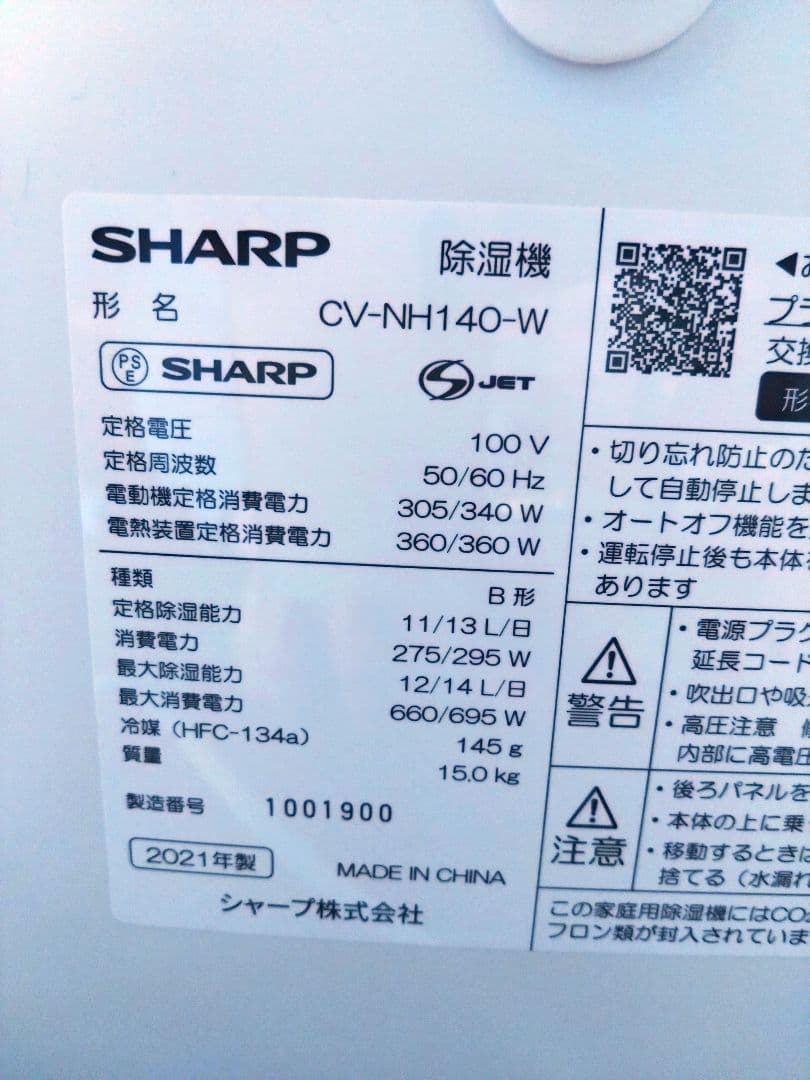 SHARP 除湿機
形 名 CV-NH140-W
PS E SHARP S JET
定格電圧 100 V
定格周波数 50/60 Hz
電動機定格消費電力 305/340 W
電熱装置定格消費電力 360/360 W
種類 B 形
定格除湿能力 11/13 L/日
消費電力 275/295 W
最大除湿能力 12/14 L/日
最大消費電力 660/695 W
冷媒（HFC-134a） 145 g
質量 15.0 kg
製造番号 1001900
2021年製 MADE IN CHINA
シャープ株式会社
◀お
プラ
交換
形
・切り忘れ防止のた
して自動停止しま
・オートオフ機能を
・運転停止後も本体
あります
警告
・電源プラグ
延長コード
・吹出口や吸
・高圧注意
内部に高電圧
注意
・後ろパネルを
・本体の上に乗
・移動するときは
捨てる（水漏れ
この家庭用除湿機にはCO2
フロン類が封入されていま